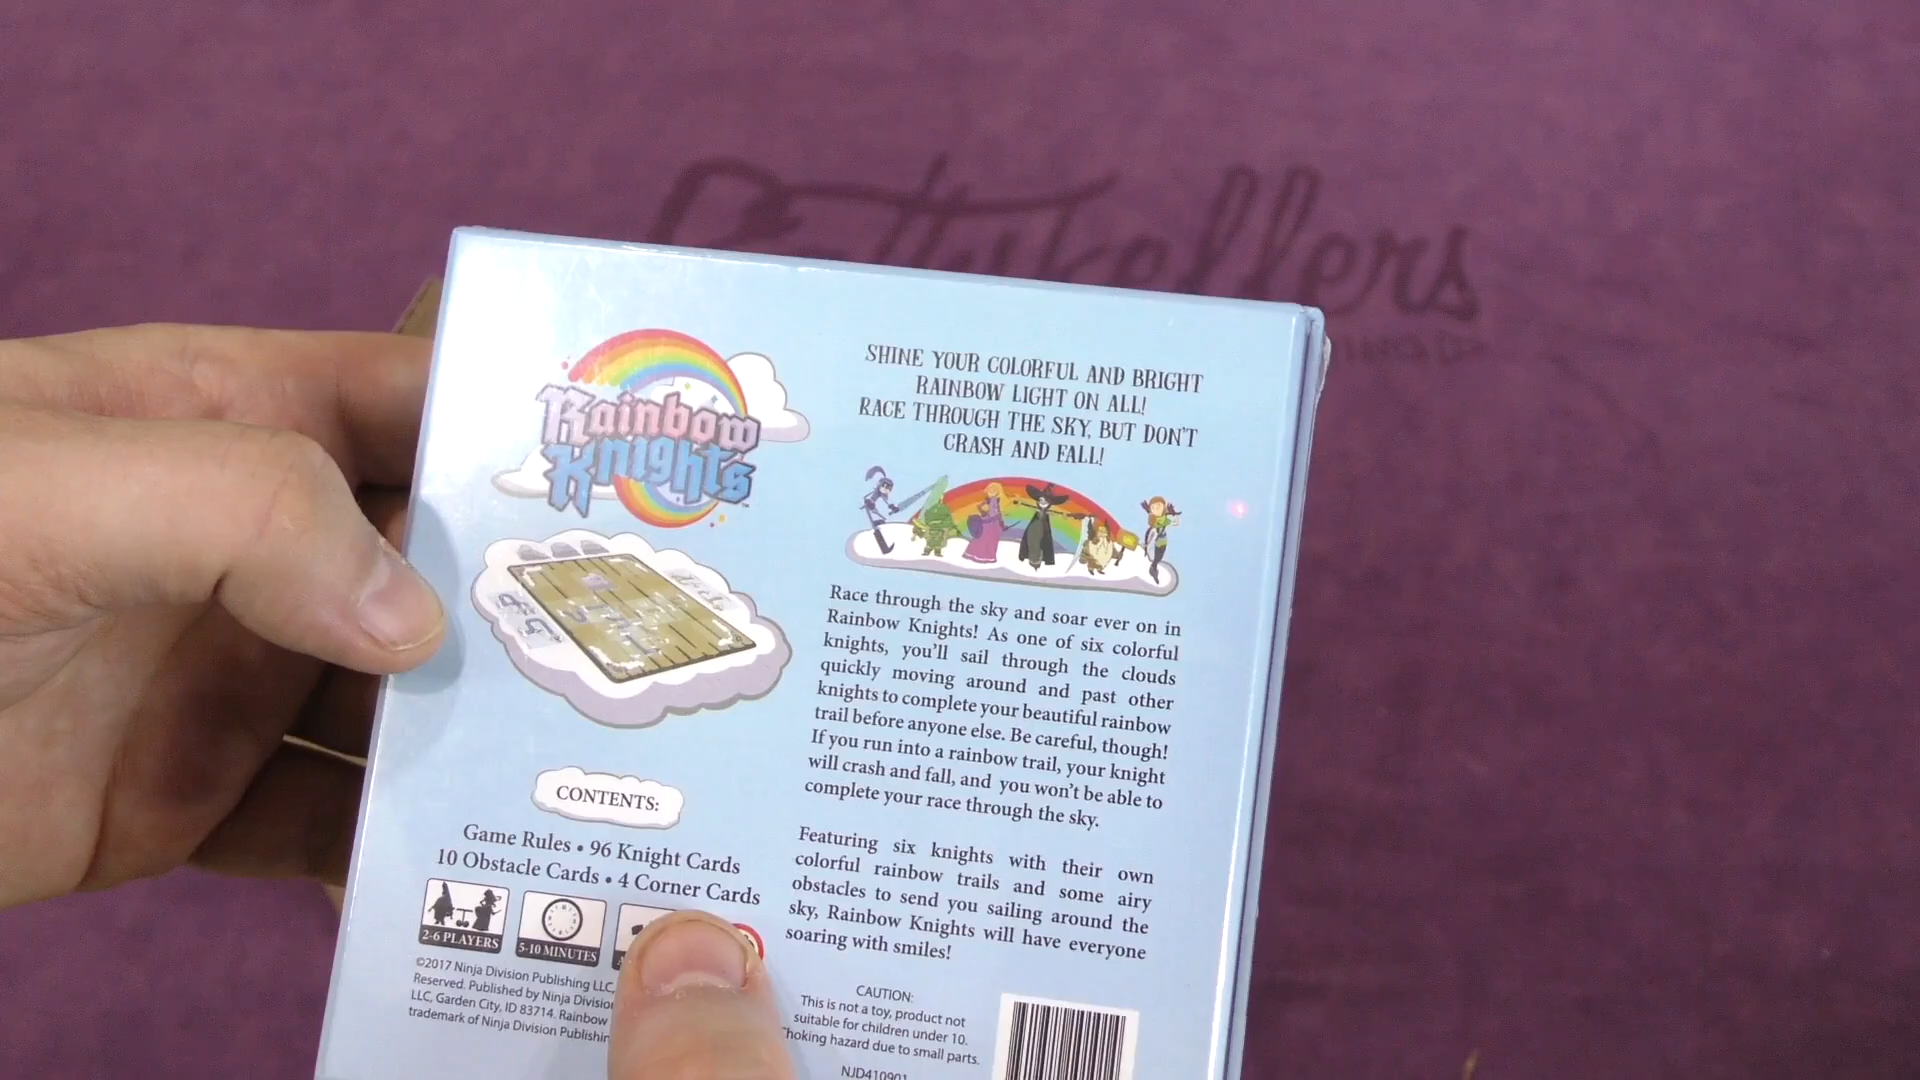 Rainbow
Knights
SHINE YOUR COLORFUL AND BRIGHT
RAINBOW LIGHT ON ALL!
RACE THROUGH THE SKY, BUT DON'T
CRASH AND FALL!
Race through the sky and soar ever on in
Rainbow Knights! As one of six colorful
knights, you'll sail through the clouds
quickly moving around and past other
knights to complete your beautiful rainbow
trail before anyone else. Be careful, though!
If you run into a rainbow trail, your knight
will crash and fall, and you won't be able to
complete your race through the sky.
CONTENTS:
Game Rules • 96 Knight Cards
10 Obstacle Cards • 4 Corner Cards
2-6 PLAYERS
5-10 MINUTES
Featuring six knights with their own
colorful rainbow trails and some airy
obstacles to send you sailing around the
sky, Rainbow Knights will have everyone
soaring with smiles!
©2017 Ninja Division Publishing LLC,
Reserved. Published by Ninja
LLC, Garden City, ID 83714. Rainbow
trademark of Ninja Division
CAUTION:
This is not a toy, product not
suitable for children under 10.
hazard due to small parts.
NJD410901